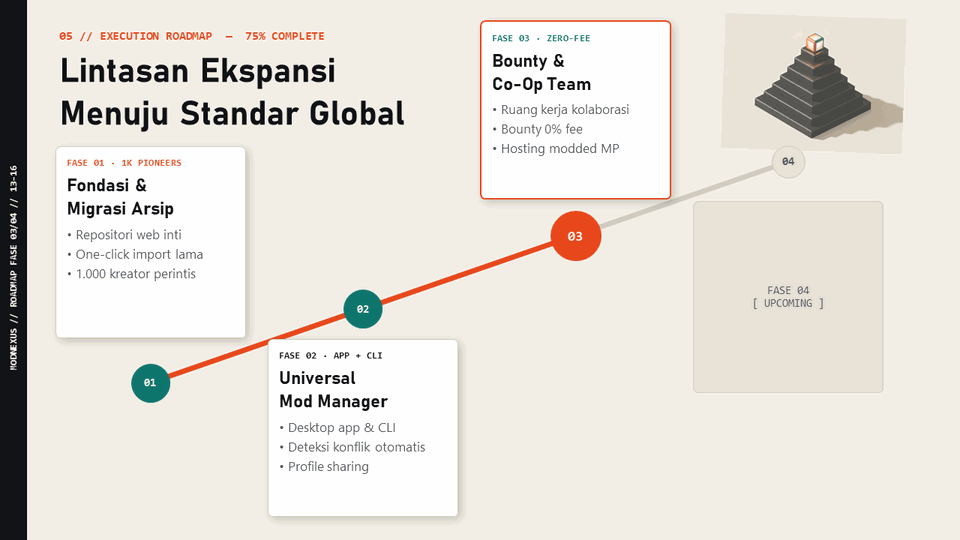 MODNEXUS // ROADMAP FASE 03/04 // 13-16
05 // EXECUTION ROADMAP — 75% COMPLETE
Lintasan Ekspansi
Menuju Standar Global
FASE 01 · 1K PIONEERS
Fondasi &
Migrasi Arsip
• Repositori web inti
• One-click import lama
• 1.000 kreator perintis
01
02
FASE 02 · APP + CLI
Universal
Mod Manager
• Desktop app & CLI
• Deteksi konflik otomatis
• Profile sharing
FASE 03 · ZERO-FEE
Bounty &
Co-Op Team
• Ruang kerja kolaborasi
• Bounty 0% fee
• Hosting modded MP
03
04
FASE 04
[ UPCOMING ]